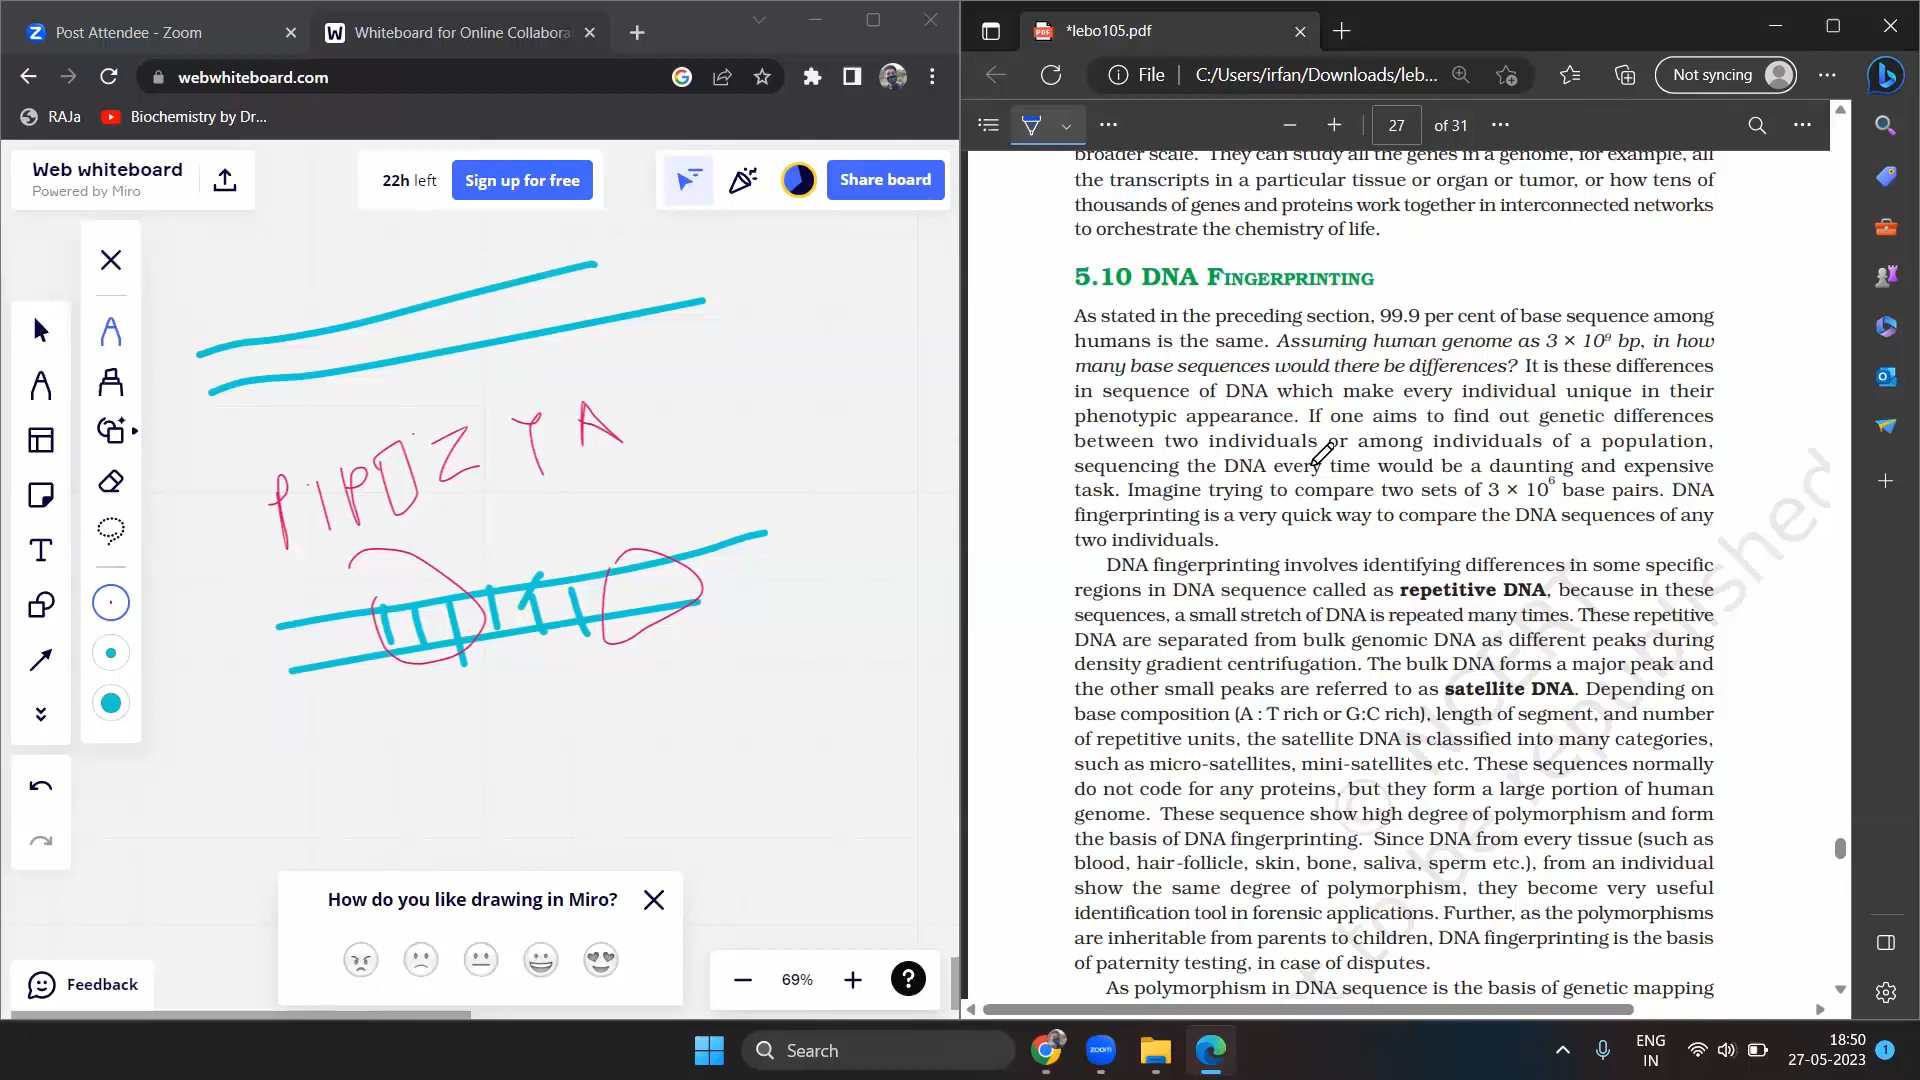 Post Attendee - Zoom
Whiteboard for Online Collabora
webwhiteboard.com
RAJa
Biochemistry by Dr...
Web whiteboard
Powered by Miro
22h left
Sign up for free
Share board
PIPOZYA
How do you like drawing in Miro?
Feedback
69%
*lebo105.pdf
File
C:/Users/irfan/Downloads/leb...
Not syncing
27 of 31
broader scale. They can study all the genes in a genome, for example, all
the transcripts in a particular tissue or organ or tumor, or how tens of
thousands of genes and proteins work together in interconnected networks
to orchestrate the chemistry of life.
5.10 DNA FINGERPRINTING
As stated in the preceding section, 99.9 per cent of base sequence among
humans is the same. Assuming human genome as 3 × 10⁹ bp, in how
many base sequences would there be differences? It is these differences
in sequence of DNA which make every individual unique in their
phenotypic appearance. If one aims to find out genetic differences
between two individuals or among individuals of a population,
sequencing the DNA every time would be a daunting and expensive
task. Imagine trying to compare two sets of 3 × 10⁶ base pairs. DNA
fingerprinting is a very quick way to compare the DNA sequences of any
two individuals.
DNA fingerprinting involves identifying differences in some specific
regions in DNA sequence called as repetitive DNA, because in these
sequences, a small stretch of DNA is repeated many times. These repetitive
DNA are separated from bulk genomic DNA as different peaks during
density gradient centrifugation. The bulk DNA forms a major peak and
the other small peaks are referred to as satellite DNA. Depending on
base composition (A : T rich or G:C rich), length of segment, and number
of repetitive units, the satellite DNA is classified into many categories,
such as micro-satellites, mini-satellites etc. These sequences normally
do not code for any proteins, but they form a large portion of human
genome. These sequence show high degree of polymorphism and form
the basis of DNA fingerprinting. Since DNA from every tissue (such as
blood, hair-follicle, skin, bone, saliva, sperm etc.), from an individual
show the same degree of polymorphism, they become very useful
identification tool in forensic applications. Further, as the polymorphisms
are inheritable from parents to children, DNA fingerprinting is the basis
of paternity testing, in case of disputes.
As polymorphism in DNA sequence is the basis of genetic mapping
© NCERT
to be republished
Search
ENG
IN
18:50
27-05-2023
1